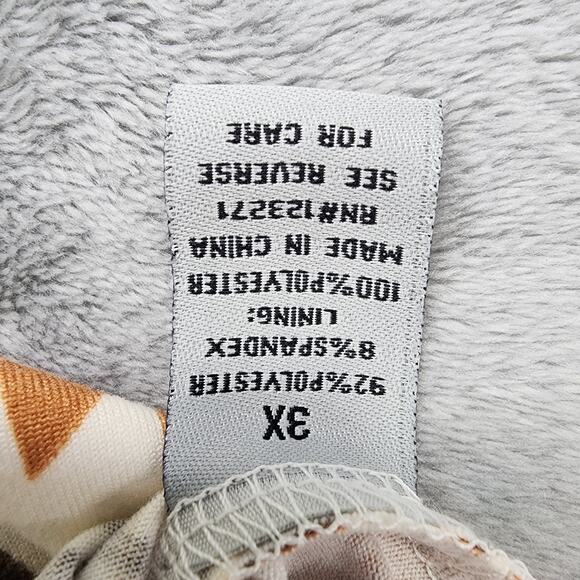 3X
92%POLYESTER
8%SPANDEX
LINING:
100%POLYESTER
MADE IN CHINA
RN#123271
SEE REVERSE
FOR CARE